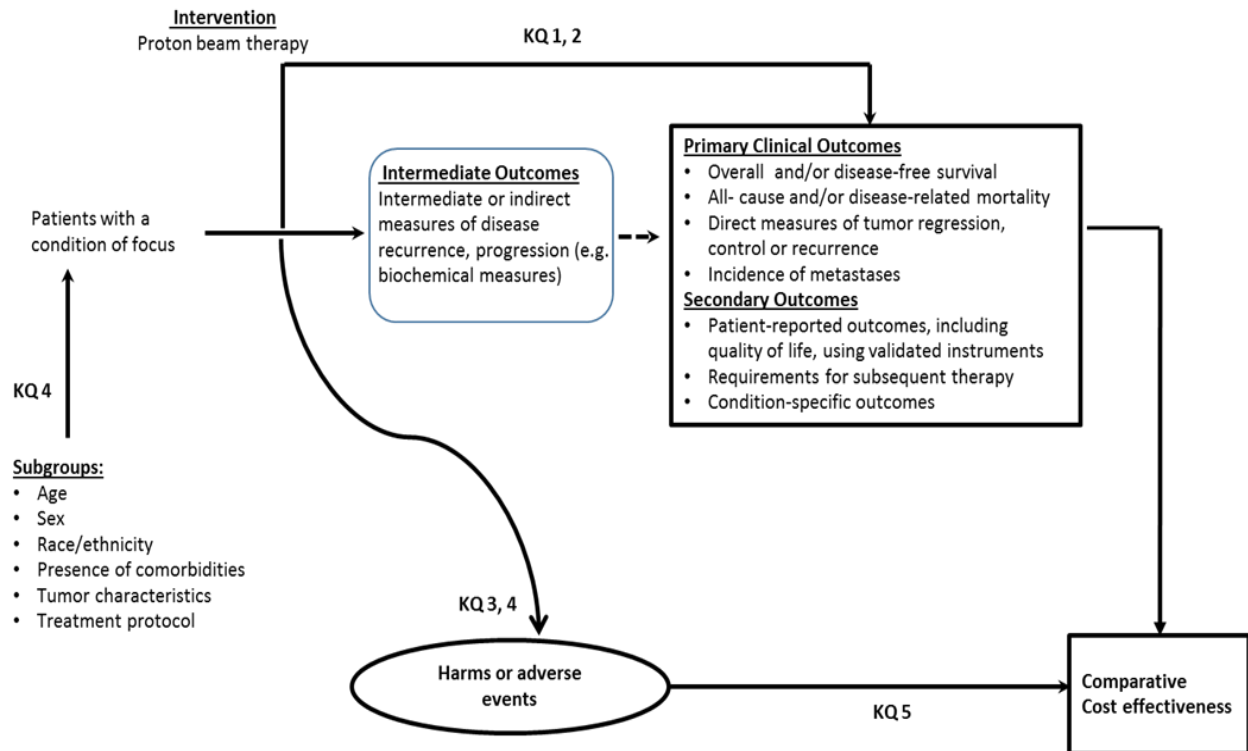 Intervention
Proton beam therapy
KQ 1, 2
Patients with a
condition of focus
Intermediate Outcomes
Intermediate or indirect
measures of disease
recurrence, progression (e.g.
biochemical measures)
Primary Clinical Outcomes
• Overall and/or disease-free survival
• All- cause and/or disease-related mortality
• Direct measures of tumor regression,
control or recurrence
• Incidence of metastases
Secondary Outcomes
• Patient-reported outcomes, including
quality of life, using validated instruments
• Requirements for subsequent therapy
• Condition-specific outcomes
KQ 4
Subgroups:
• Age
• Sex
• Race/ethnicity
• Presence of comorbidities
• Tumor characteristics
• Treatment protocol
KQ 3, 4
Harms or adverse
events
KQ 5
Comparative
Cost effectiveness